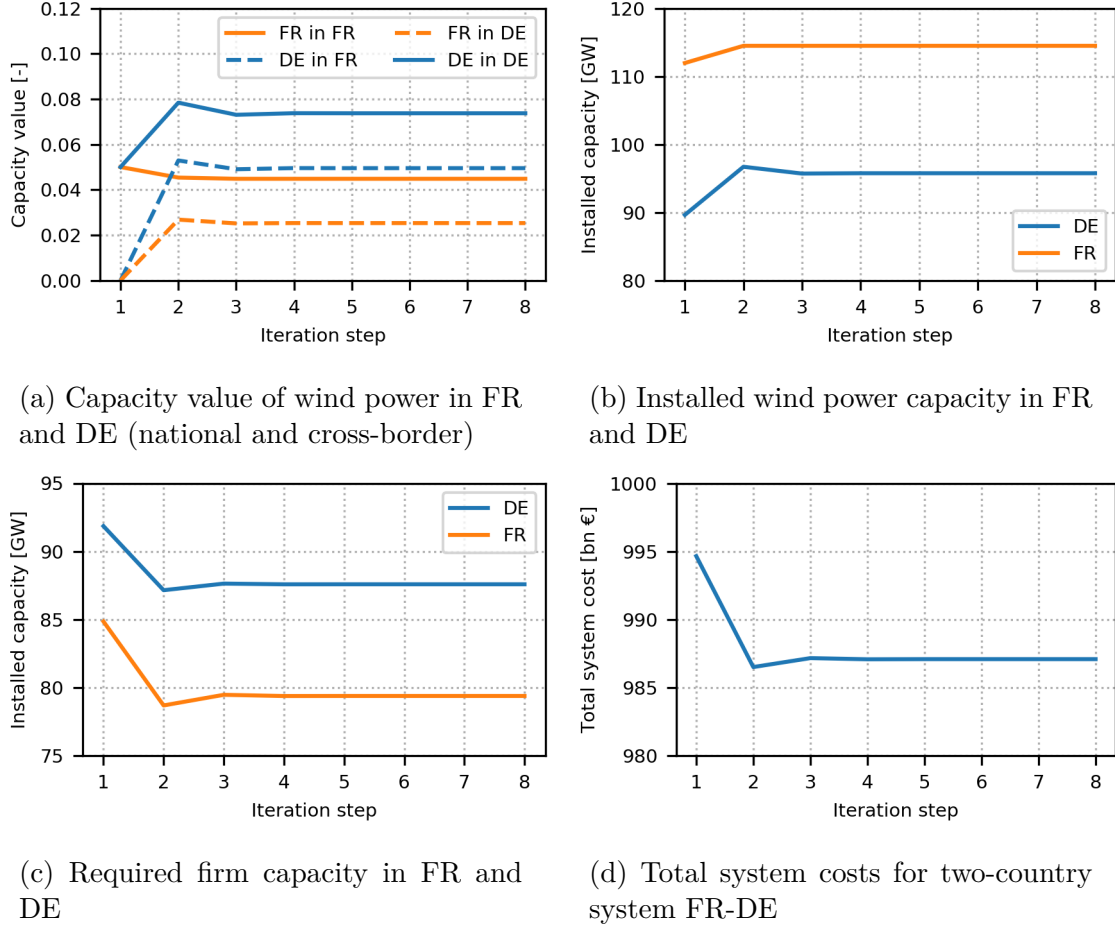 0.12
0.10
0.08
0.06
0.04
0.02
0.00
Capacity value [-]
FR in FR
DE in FR
FR in DE
DE in DE
1 2 3 4 5 6 7 8
Iteration step
(a) Capacity value of wind power in FR
and DE (national and cross-border)
120
110
100
90
80
Installed capacity [GW]
DE
FR
1 2 3 4 5 6 7 8
Iteration step
(b) Installed wind power capacity in FR
and DE
95
90
85
80
75
Installed capacity [GW]
DE
FR
1 2 3 4 5 6 7 8
Iteration step
(c) Required firm capacity in FR and
DE
1000
995
990
985
980
Total system cost [bn €]
1 2 3 4 5 6 7 8
Iteration step
(d) Total system costs for two-country
system FR-DE